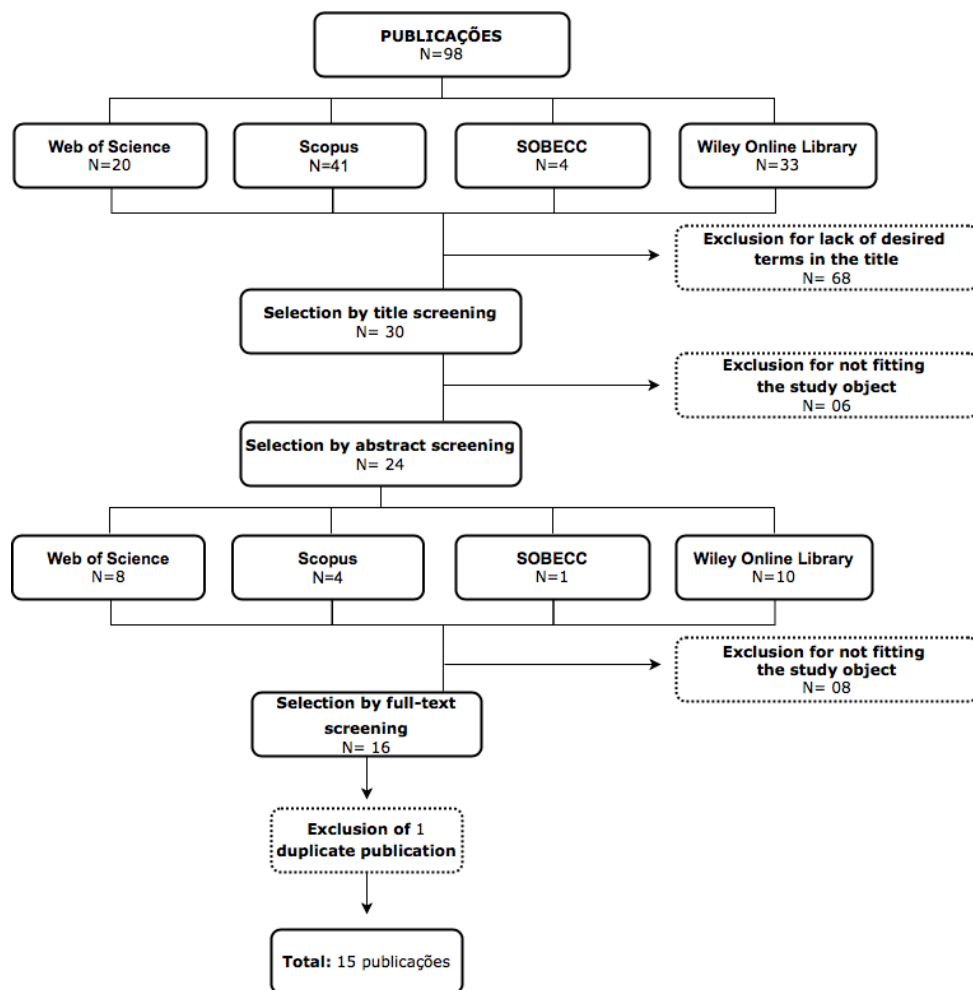 PUBLICAÇÕES
N=98
Web of Science
N=20
Scopus
N=41
SOBECC
N=4
Wiley Online Library
N=33
Exclusion for lack of desired
terms in the title
N= 68
Selection by title screening
N= 30
Exclusion for not fitting
the study object
N= 06
Selection by abstract screening
N= 24
Web of Science
N=8
Scopus
N=4
SOBECC
N=1
Wiley Online Library
N=10
Exclusion for not fitting
the study object
N= 08
Selection by full-text
screening
N= 16
Exclusion of 1
duplicate publication
Total: 15 publicações